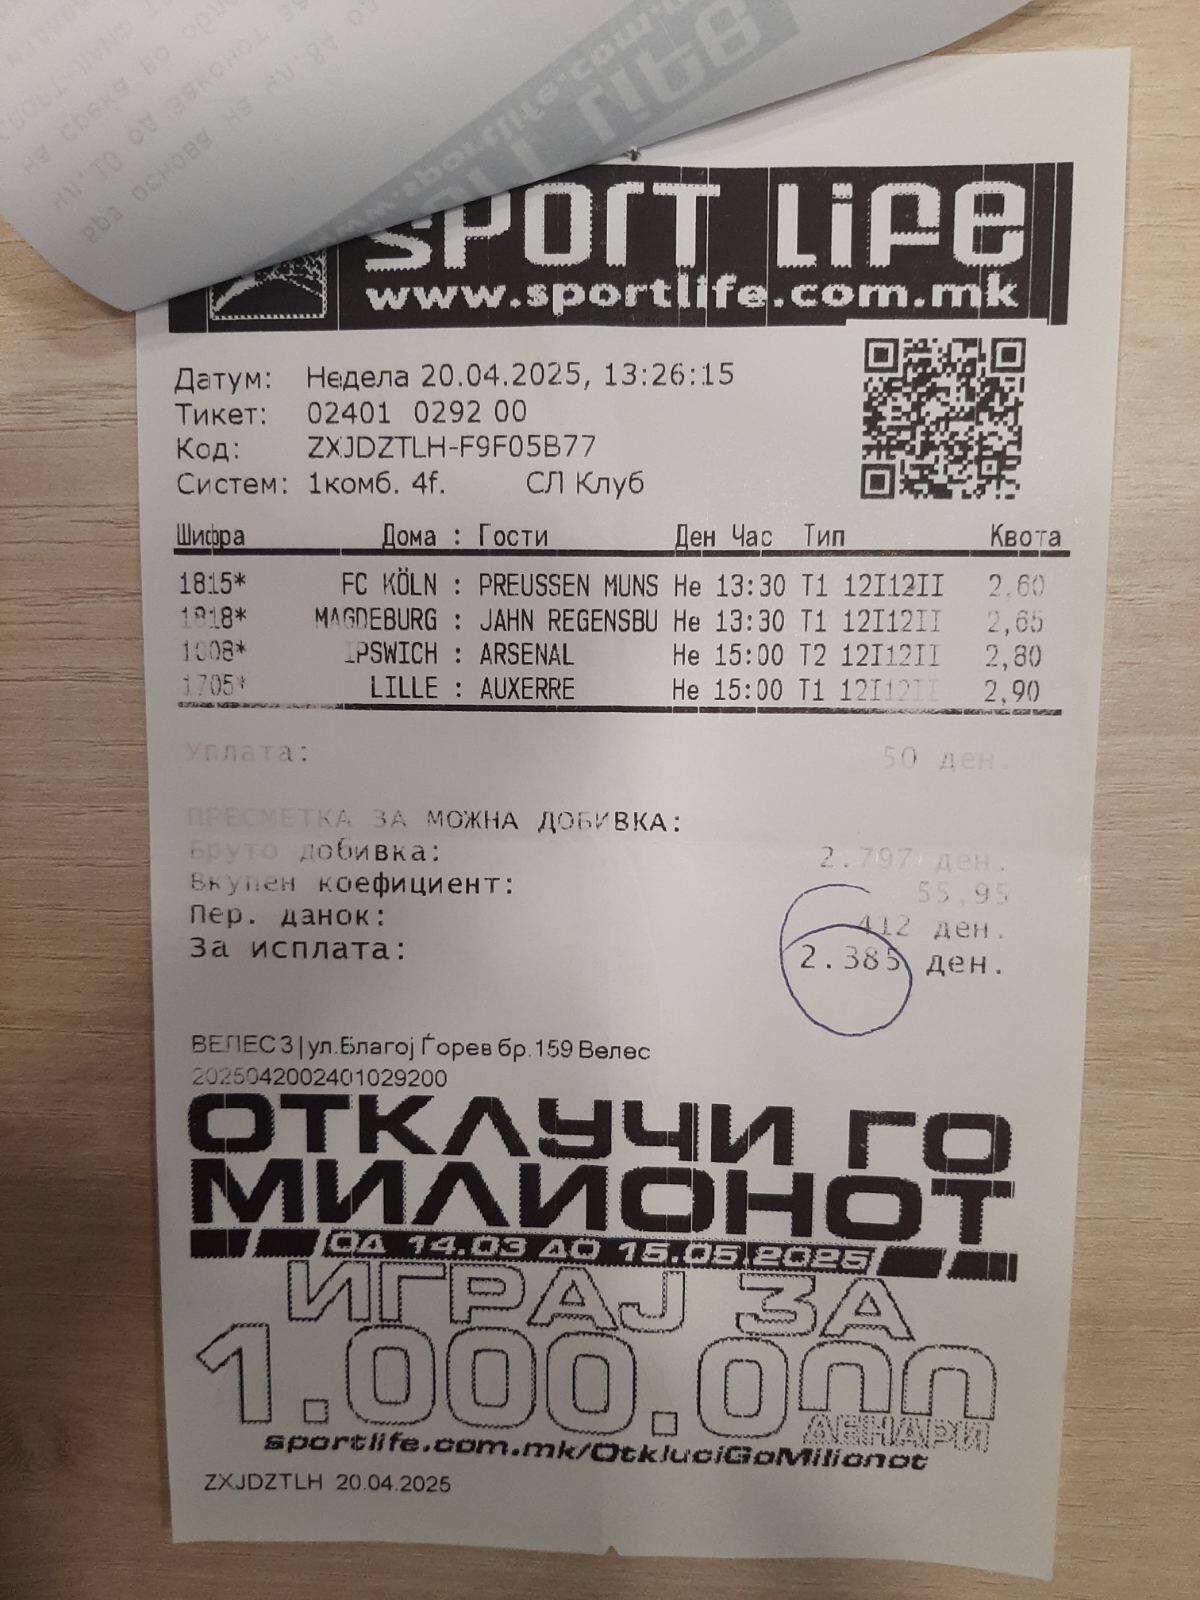 SPORT LIFE
www.sportlife.com.mk
Датум: Недела 20.04.2025, 13:26:15
Тикет: 02401 0292 00
Код: ZXJDZTLH-F9F05B77
Систем: 1комб. 4f. СЛ Клуб
Шифра Дома : Гости Ден Час Тип Квота
1815* FC KÖLN : PREUSSEN MUNS Не 13:30 T1 12I12II 2,60
1818* MAGDEBURG : JAHN REGENSBU Не 13:30 T1 12I12II 2,65
1008* IPSWICH : ARSENAL Не 15:00 T2 12I12II 2,80
1705* LILLE : AUXERRE Не 15:00 T1 12I12II 2,90
Уплата: 50 ден.
ПРЕСМЕТКА ЗА МОЖНА ДОБИВКА:
Бруто добивка: 2.797 ден.
Вкупен коефициент: 55,95
Пер. данок: 412 ден.
За исплата: 2.385 ден.
ВЕЛЕС 3|ул.Благој Ѓорев бр.159 Велес
2025042002401029200
ОТКЛУЧИ ГО
МИЛИОНОТ
ОД 14.03 ДО 15.05.2025
ИГРАЈ ЗА
1.000.000
ДЕНАРИ
sportlife.com.mk/OtkluciGoMilionot
ZXJDZTLH 20.04.2025